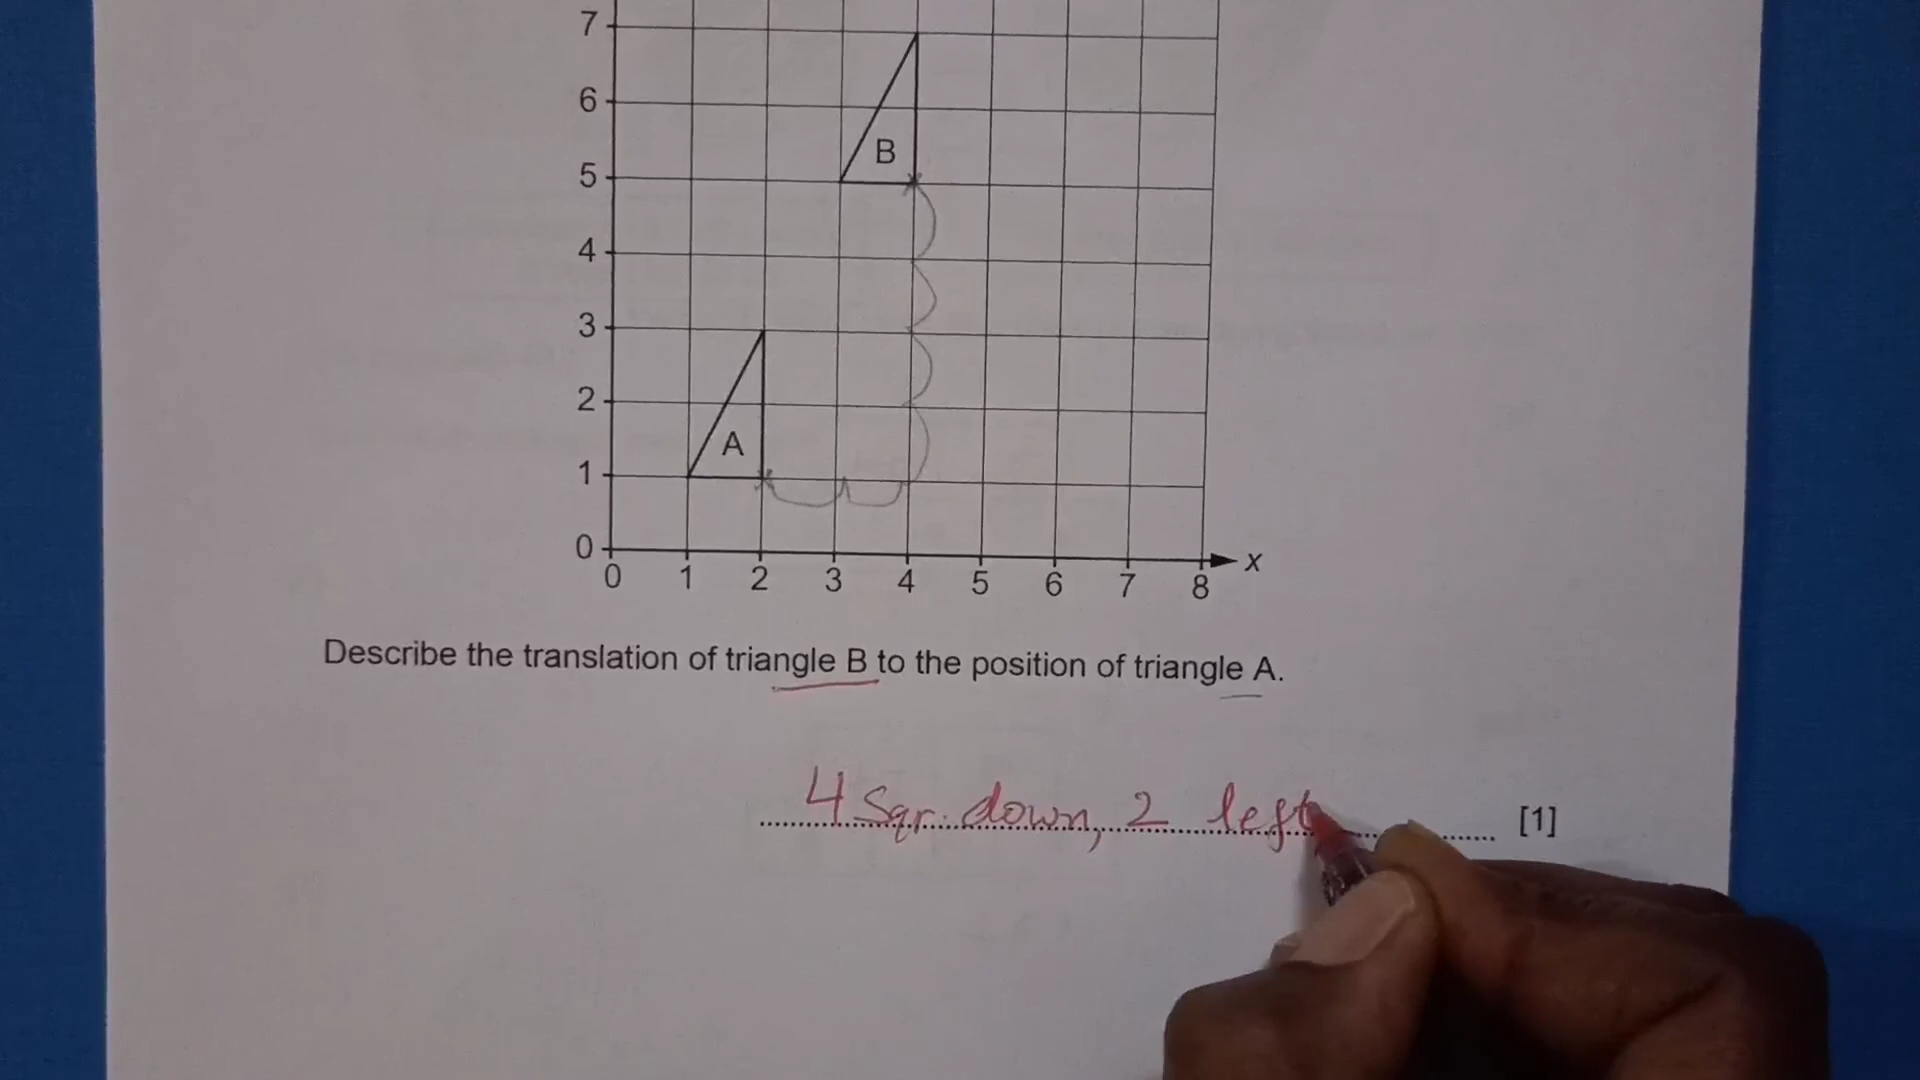 7
6
B
5
4
3
2
A
1
0
0 1 2 3 4 5 6 7 8 x
Describe the translation of triangle B to the position of triangle A.
4 Sqr. down, 2 left [1]